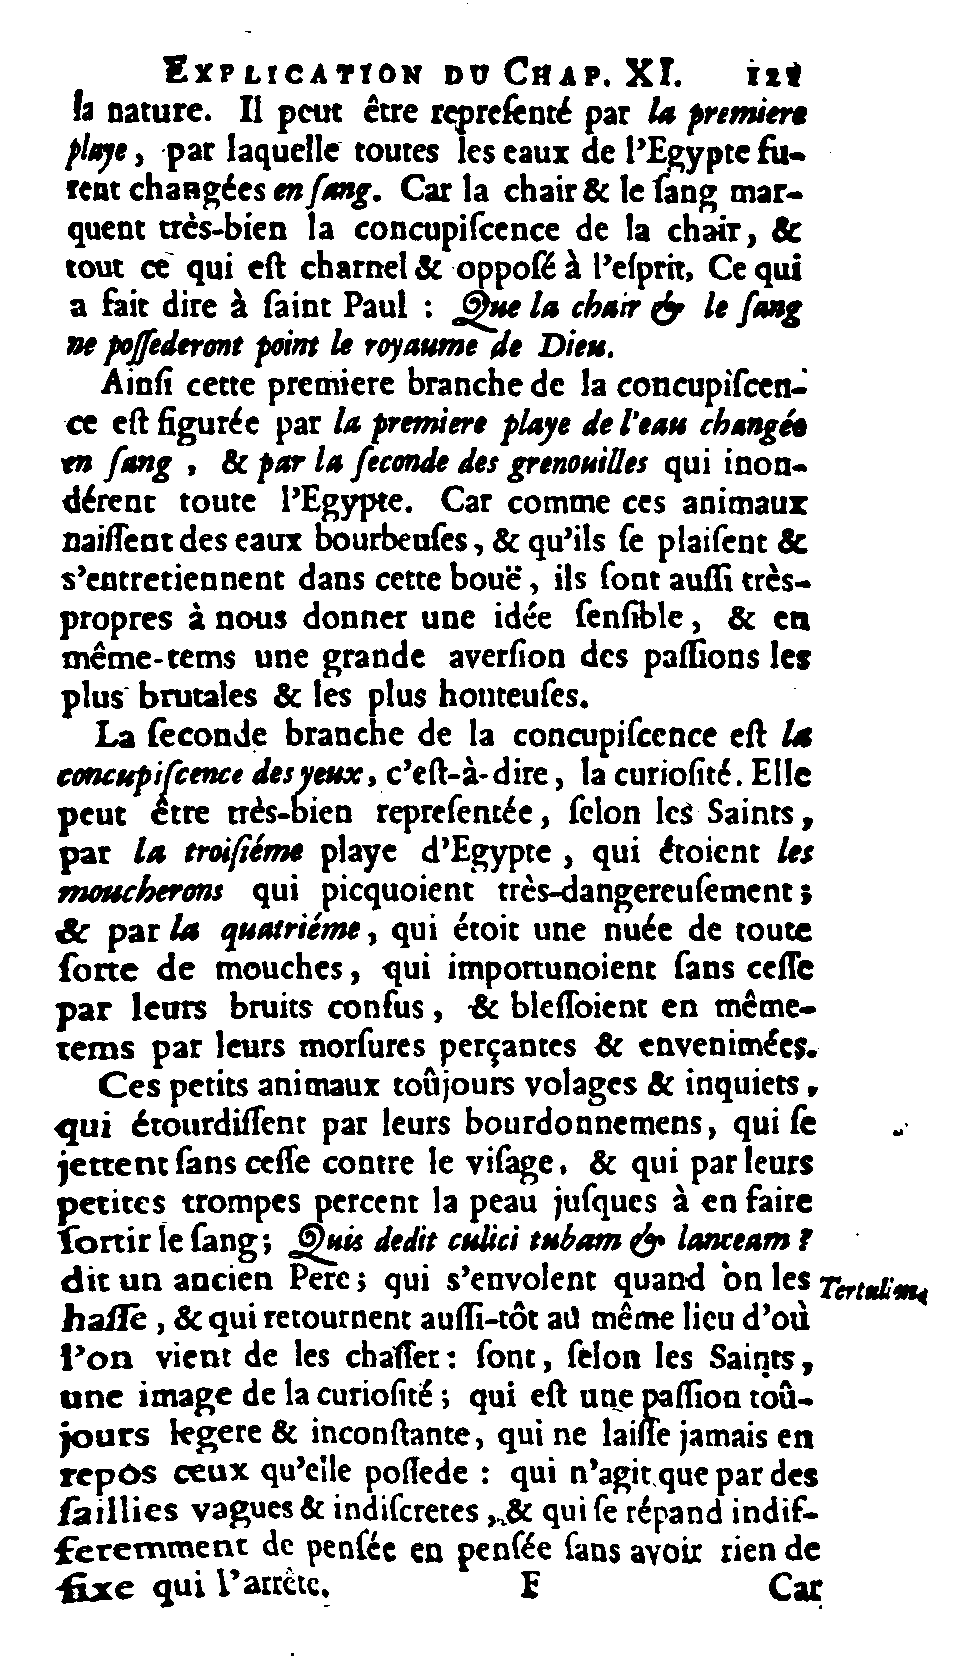 EXPLICATION DU CHAP. XI. 121
la nature. Il peut être repreſenté par la premiere
playe, par laquelle toutes les eaux de l'Egypte fu-
rent changées en ſang. Car la chair & le ſang mar-
quent très-bien la concupiſcence de la chair, &
tout ce qui eſt charnel & oppoſé à l'eſprit, Ce qui
a fait dire à ſaint Paul : Que la chair & le ſang
ne poſſederont point le royaume de Dieu.
Ainſi cette premiere branche de la concupiſcen-
ce eſt figurée par la premiere playe de l'eau changée
en ſang, & par la ſeconde des grenouilles qui inon-
dérent toute l'Egypte. Car comme ces animaux
naiſſent des eaux bourbeuſes, & qu'ils ſe plaiſent &
s'entretiennent dans cette bouë, ils ſont auſſi très-
propres à nous donner une idée ſenſible, & en
même-tems une grande averſion des paſſions les
plus brutales & les plus honteuſes.
La ſeconde branche de la concupiſcence eſt la
concupiſcence des yeux, c'eſt-à-dire, la curioſité. Elle
peut être très-bien repreſentée, ſelon les Saints,
par la troiſiéme playe d'Egypte, qui étoient les
moucherons qui picquoient très-dangereuſement;
& par la quatriéme, qui étoit une nuée de toute
ſorte de mouches, qui importunoient ſans ceſſe
par leurs bruits confus, & bleſſoient en même-
tems par leurs morſures perçantes & envenimées.
Ces petits animaux toûjours volages & inquiets,
qui étourdiſſent par leurs bourdonnemens, qui ſe
jettent ſans ceſſe contre le viſage, & qui par leurs
petites trompes percent la peau juſques à en faire
ſortir le ſang; Quis dedit culici tubam & lanceam ?
dit un ancien Pere; qui s'envolent quand on les Tertulien
haſſe, & qui retournent auſſi-tôt au même lieu d'où
l'on vient de les chaſſer: ſont, ſelon les Saints,
une image de la curioſité; qui eſt une paſſion toû-
jours legere & inconſtante, qui ne laiſſe jamais en
repos ceux qu'elle poſſede : qui n'agit que par des
ſaillies vagues & indiſcretes, & qui ſe répand indif-
feremment de penſée en penſée ſans avoir rien de
fixe qui l'arrête. F Car